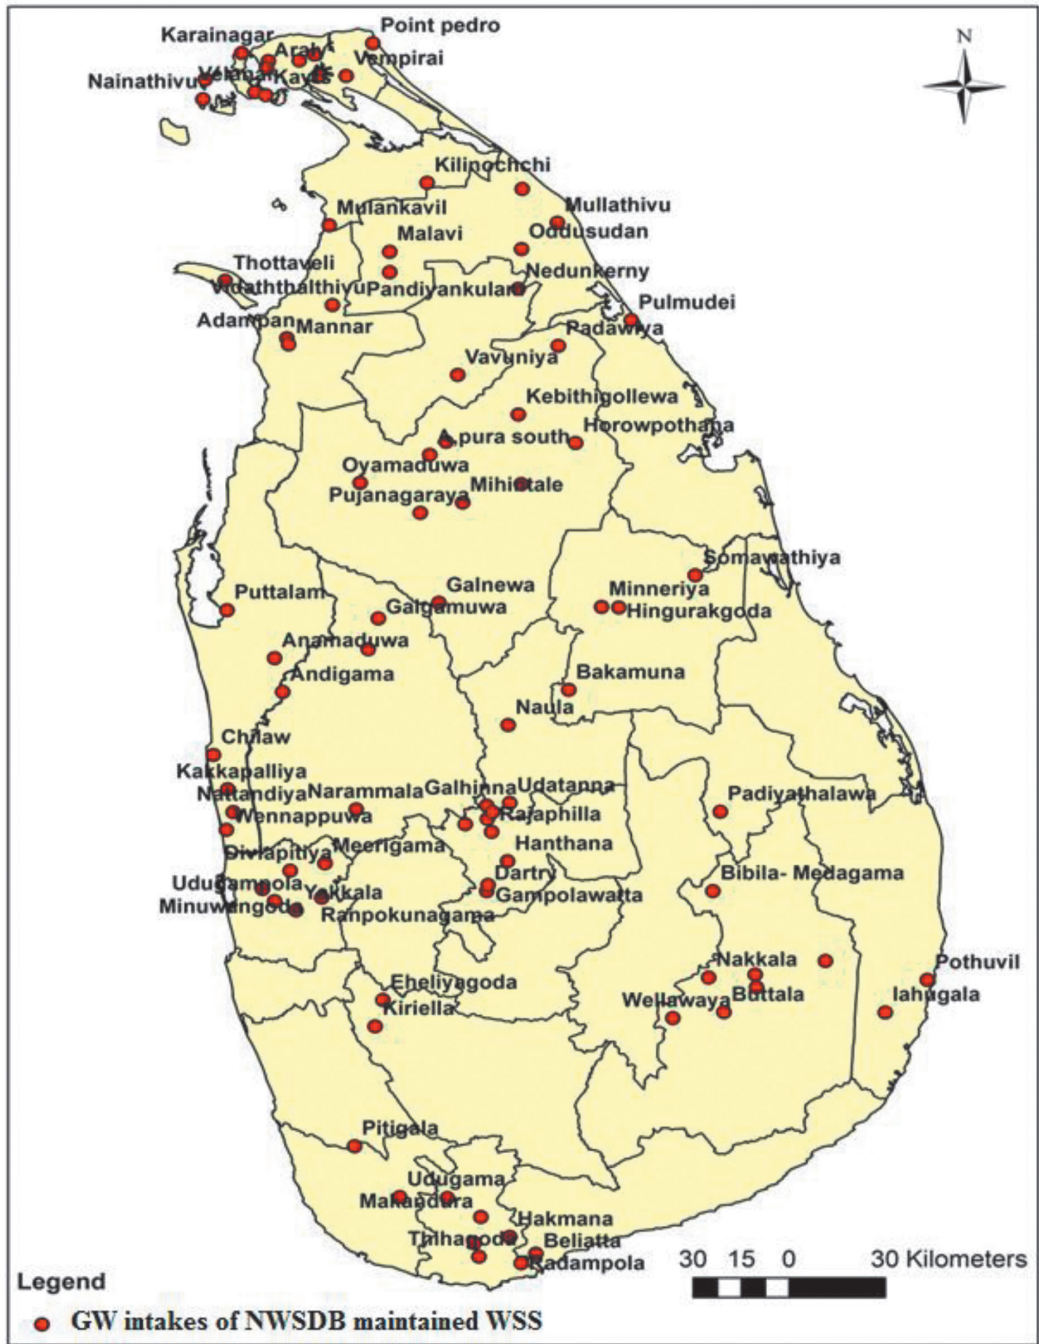 Point pedro
Karainagar
Araly
Vempirai
Velanai
Kayts
Nainathivu
N
Kilinochchi
Mullathivu
Mulankavil
Oddusudan
Malavi
Thottaveli
Nedunkerny
Vidaththalthivu
Pandiyankulam
Pulmudei
Adampan
Mannar
Padawiya
Vavuniya
Kebithigollewa
Horowpothana
A,pura south
Oyamaduwa
Mihintale
Pujanagaraya
Somawathiya
Galnewa
Minneriya
Puttalam
Galgamuwa
Hingurakgoda
Anamaduwa
Andigama
Bakamuna
Naula
Chilaw
Kakkapalliya
Nattandiya
Narammala
Galhinna
Udatanna
Padiyathalawa
Wennappuwa
Rajaphilla
Meerigama
Hanthana
Divlapitiya
Dartry
Bibila- Medagama
Udugampola
Yakkala
Gampolawatta
Minuwangoda
Ranpokunagama
Nakkala
Pothuvil
Eheliyagoda
Buttala
lahugala
Wellawaya
Kiriella
Pitigala
Udugama
Makandura
Hakmana
Thihagoda
Beliatta
Radampola
30 15 0 30 Kilometers
Legend
GW intakes of NWSDB maintained WSS